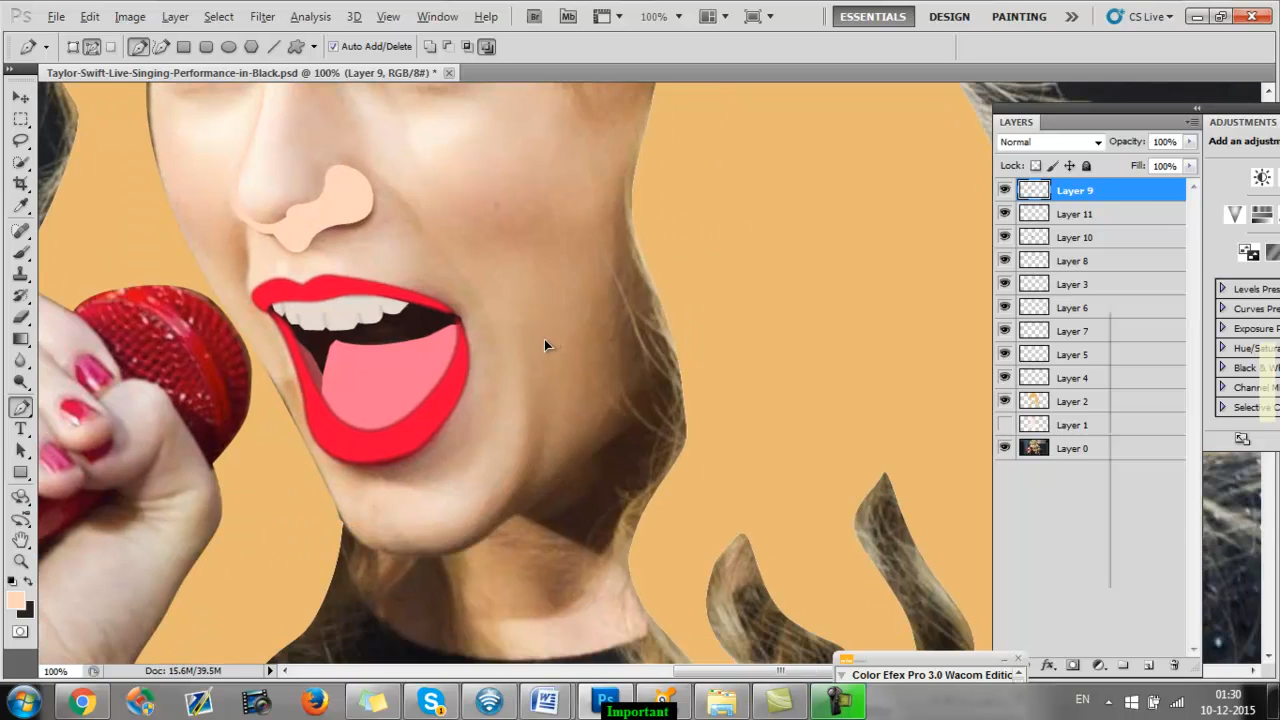 Ps File Edit Image Layer Select Filter Analysis 3D View Window Help Br Mb 100% ESSENTIALS DESIGN PAINTING CS Live
Auto Add/Delete
Taylor-Swift-Live-Singing-Performance-in-Black.psd @ 100% (Layer 9, RGB/8#) *
LAYERS ADJUSTMENTS
Normal Opacity: 100% Add an adjustm
Lock: Fill: 100%
Layer 9
Layer 11
Layer 10
Layer 8
Layer 3
Layer 6
Layer 7
Layer 5
Layer 4
Layer 2
Layer 1
Layer 0
Levels Pres
Curves Pre
Exposure P
Hue/Satura
Black & W
Channel M
Selective C
100% Doc: 15.6M/39.5M
Color Efex Pro 3.0 Wacom Editic
Important
EN
01:30
10-12-2015